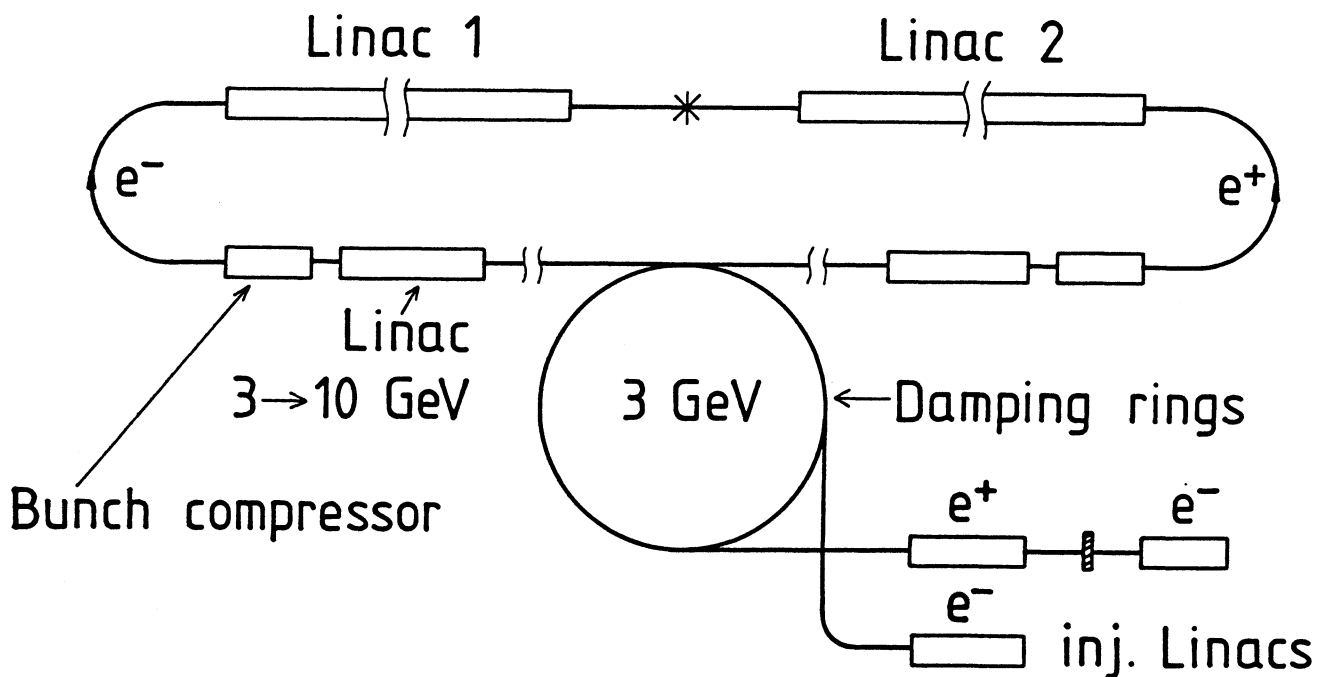 Linac 1
Linac 2
e⁻
e⁺
Linac
3→10 GeV
3 GeV
Damping rings
Bunch compressor
e⁺
e⁻
e⁻
inj. Linacs